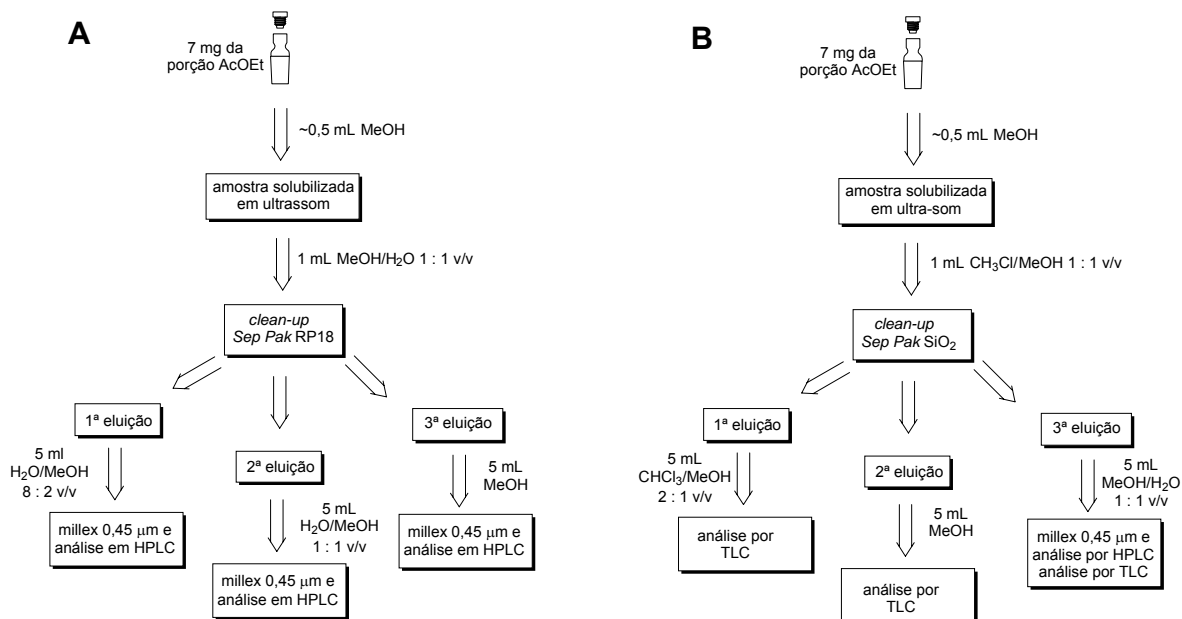 A
7 mg da
porção AcOEt
~0,5 mL MeOH
amostra solubilizada
em ultrassom
1 mL MeOH/H₂O 1 : 1 v/v
clean-up
Sep Pak RP18
1ª eluição
5 ml
H₂O/MeOH
8 : 2 v/v
millex 0,45 µm e
análise em HPLC
2ª eluição
5 mL
H₂O/MeOH
1 : 1 v/v
millex 0,45 µm e
análise em HPLC
3ª eluição
5 mL
MeOH
millex 0,45 µm e
análise em HPLC
B
7 mg da
porção AcOEt
~0,5 mL MeOH
amostra solubilizada
em ultra-som
1 mL CH₃Cl/MeOH 1 : 1 v/v
clean-up
Sep Pak SiO₂
1ª eluição
5 mL
CHCl₃/MeOH
2 : 1 v/v
análise por
TLC
2ª eluição
5 mL
MeOH
análise por
TLC
3ª eluição
5 mL
MeOH/H₂O
1 : 1 v/v
millex 0,45 µm e
análise por HPLC
análise por TLC